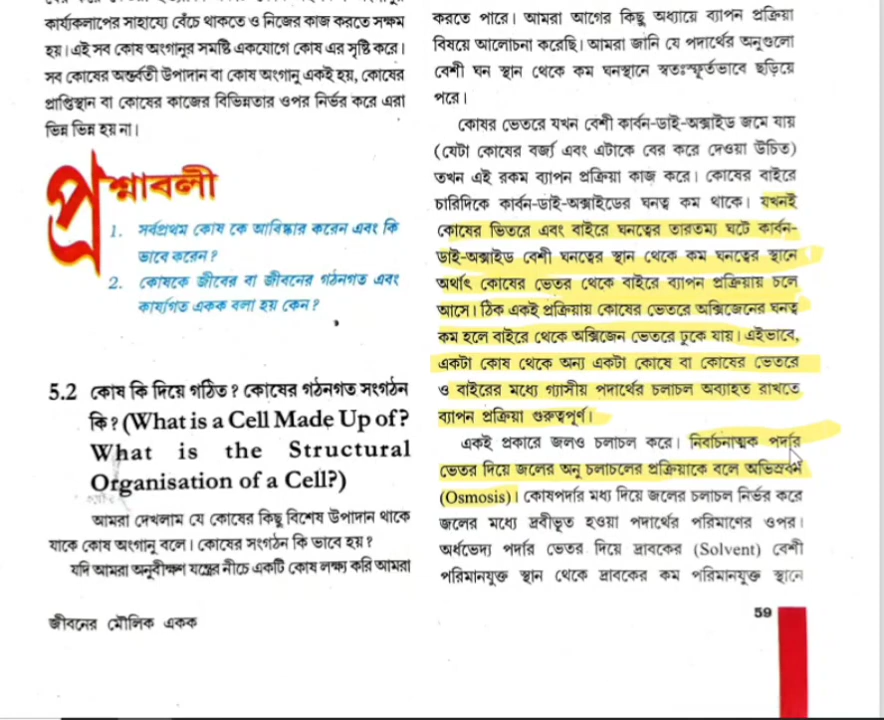 কার্য্যকলাপের সাহায্যে বেঁচে থাকতে ও নিজের কাজ করতে সক্ষম
হয়। এই সব কোষ অংগানুর সমষ্টি একযোগে কোষ এর সৃষ্টি করে।
সব কোষের অন্তর্বতী উপাদান বা কোষ অংগানু একই হয়, কোষের
প্রাপ্তিস্থান বা কোষের কাজের বিভিন্নতার ওপর নির্ভর করে এরা
ভিন্ন ভিন্ন হয় না।
প্রশ্নাবলী
1. সর্বপ্রথম কোষ কে আবিষ্কার করেন এবং কি
ভাবে করেন?
2. কোষকে জীবের বা জীবনের গঠনগত এবং
কার্য্যগত একক বলা হয় কেন?
5.2 কোষ কি দিয়ে গঠিত? কোষের গঠনগত সংগঠন
কি? (What is a Cell Made Up of?
What is the Structural
Organisation of a Cell?)
আমরা দেখলাম যে কোষের কিছু বিশেষ উপাদান থাকে
যাকে কোষ অংগানু বলে। কোষের সংগঠন কি ভাবে হয়?
যদি আমরা অনুবীক্ষণ যন্ত্রের নীচে একটি কোষ লক্ষ্য করি আমরা
জীবনের মৌলিক একক
করতে পারে। আমরা আগের কিছু অধ্যায়ে ব্যাপন প্রক্রিয়া
বিষয়ে আলোচনা করেছি। আমরা জানি যে পদার্থের অনুগুলো
বেশী ঘন স্থান থেকে কম ঘনস্থানে স্বতঃস্ফূর্তভাবে ছড়িয়ে
পরে।
কোষর ভেতরে যখন বেশী কার্বন-ডাই-অক্সাইড জমে যায়
(যেটা কোষের বর্জ্য এবং এটাকে বের করে দেওয়া উচিত)
তখন এই রকম ব্যাপন প্রক্রিয়া কাজ করে। কোষের বাইরে
চারিদিকে কার্বন-ডাই-অক্সাইডের ঘনত্ব কম থাকে। যখনই
কোষের ভিতরে এবং বাইরে ঘনত্বের তারতম্য ঘটে কার্বন-
ডাই-অক্সাইড বেশী ঘনত্বের স্থান থেকে কম ঘনত্বের স্থানে
অর্থাৎ কোষের ভেতর থেকে বাইরে ব্যাপন প্রক্রিয়ায় চলে
আসে। ঠিক একই প্রক্রিয়ায় কোষের ভেতরে অক্সিজেনের ঘনত্ব
কম হলে বাইরে থেকে অক্সিজেন ভেতরে ঢুকে যায়। এইভাবে,
একটা কোষ থেকে অন্য একটা কোষে বা কোষের ভেতরে
ও বাইরের মধ্যে গ্যাসীয় পদার্থের চলাচল অব্যাহত রাখতে
ব্যাপন প্রক্রিয়া গুরুত্বপূর্ণ।
একই প্রকারে জলও চলাচল করে। নির্বাচনাত্মক পর্দার
ভেতর দিয়ে জলের অনু চলাচলের প্রক্রিয়াকে বলে অভিস্রবন
(Osmosis)। কোষপর্দার মধ্য দিয়ে জলের চলাচল নির্ভর করে
জলের মধ্যে দ্রবীভূত হওয়া পদার্থের পরিমাণের ওপর।
অর্ধভেদ্য পর্দার ভেতর দিয়ে দ্রাবকের (Solvent) বেশী
পরিমানযুক্ত স্থান থেকে দ্রাবকের কম পরিমানযুক্ত স্থানে
59